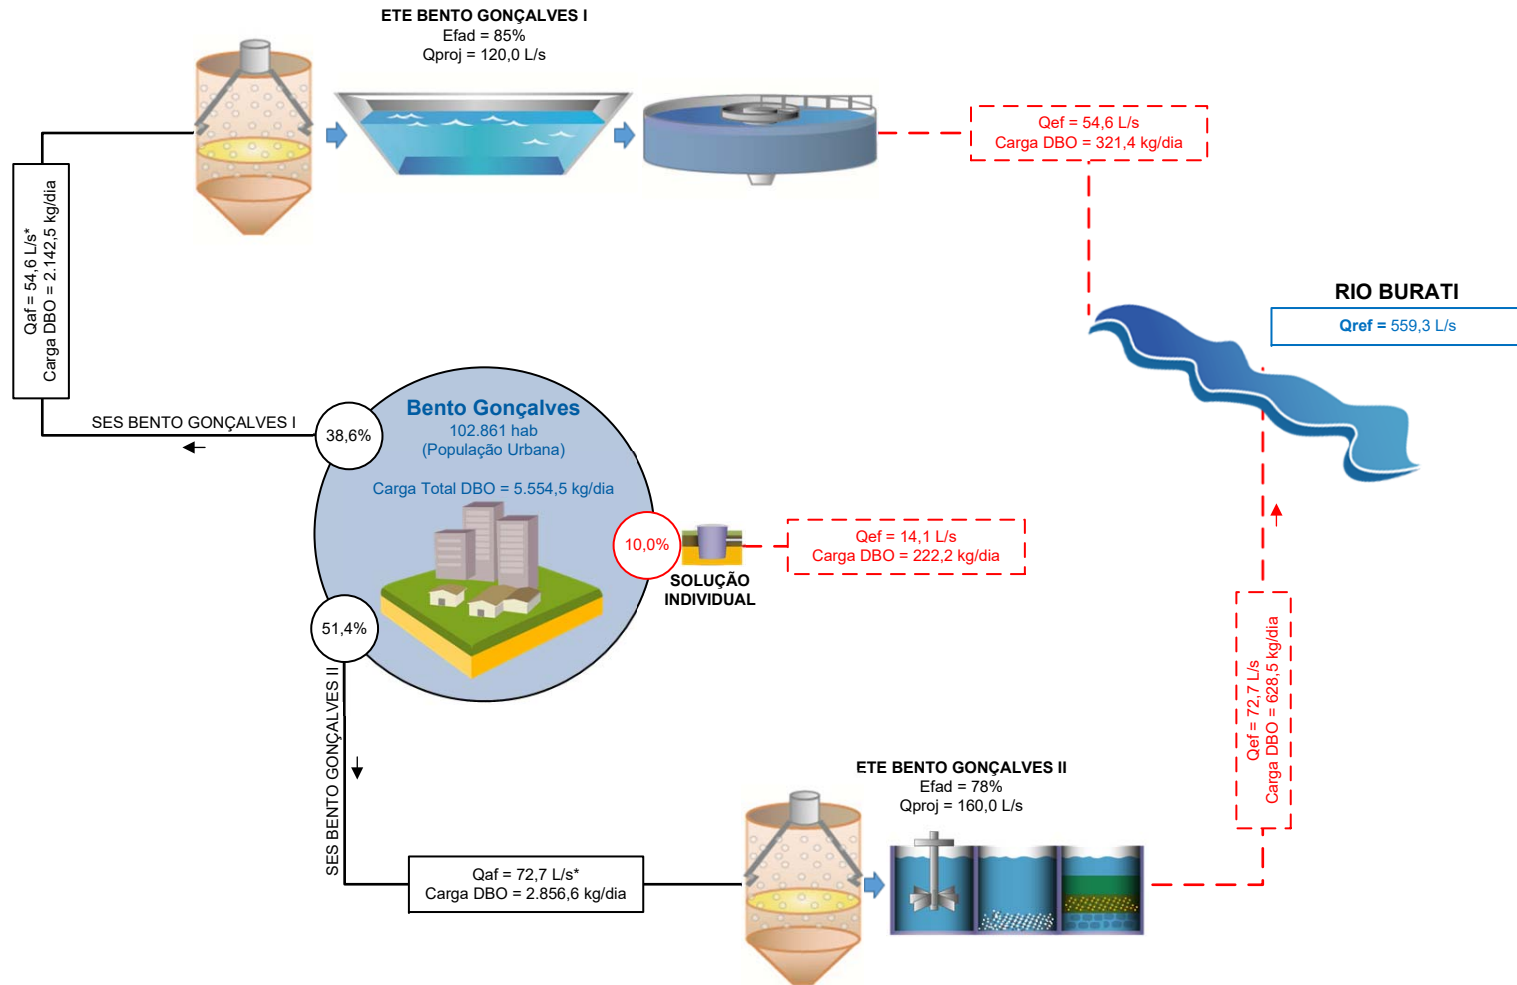 ETE BENTO GONÇALVES I
Efad = 85%
Qproj = 120,0 L/s
Qef = 54,6 L/s
Carga DBO = 321,4 kg/dia
Qaf = 54,6 L/s*
Carga DBO = 2.142,5 kg/dia
RIO BURATI
Qref = 559,3 L/s
SES BENTO GONÇALVES I
38,6%
Bento Gonçalves
102.861 hab
(População Urbana)
Carga Total DBO = 5.554,5 kg/dia
10,0%
SOLUÇÃO
INDIVIDUAL
Qef = 14,1 L/s
Carga DBO = 222,2 kg/dia
51,4%
SES BENTO GONÇALVES II
Qaf = 72,7 L/s*
Carga DBO = 2.856,6 kg/dia
ETE BENTO GONÇALVES II
Efad = 78%
Qproj = 160,0 L/s
Qef = 72,7 L/s
Carga DBO = 628,5 kg/dia